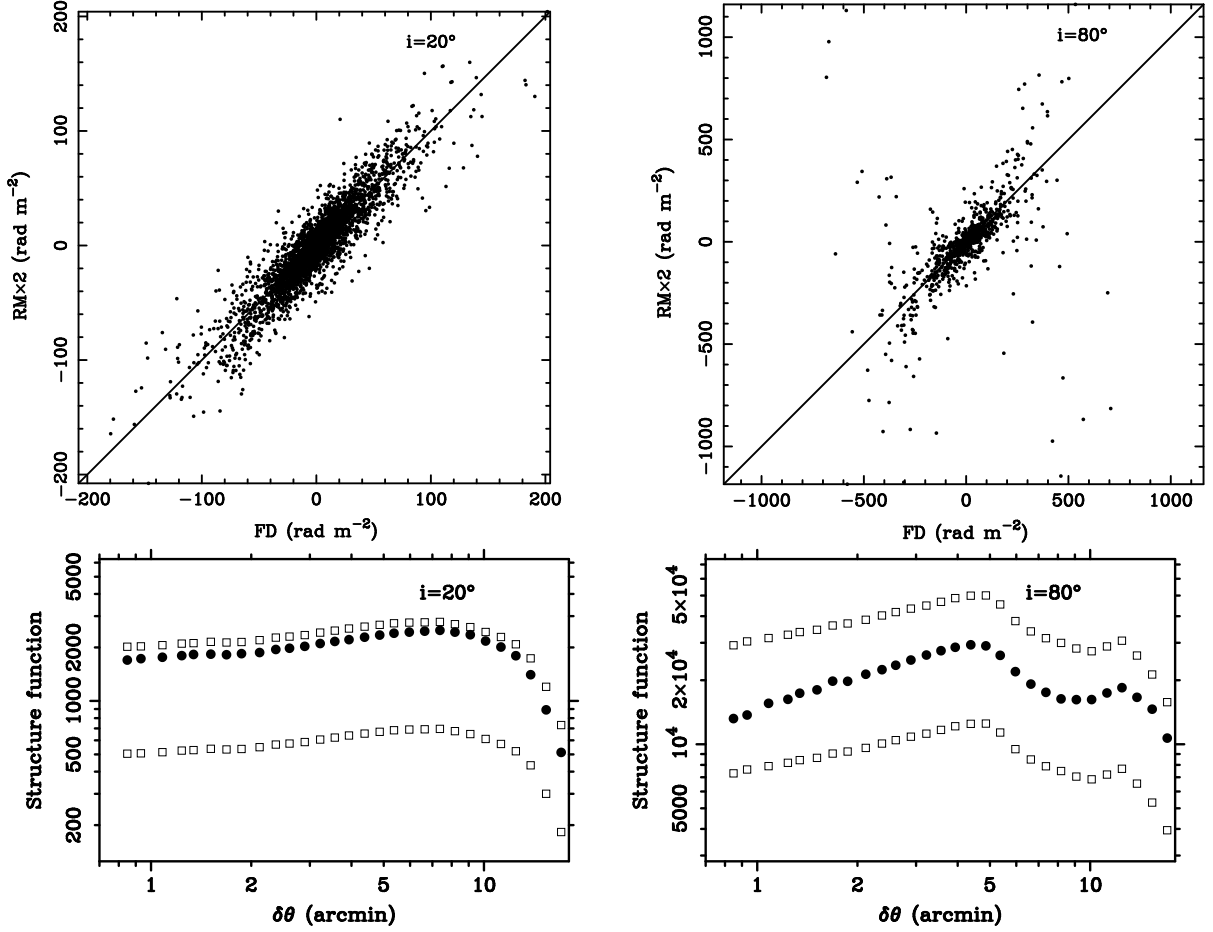 i=20°
200
100
0
−100
−200
RM×2 (rad m−2)
−200 −100 0 100 200
FD (rad m−2)
i=80°
1000
500
0
−500
−1000
RM×2 (rad m−2)
−1000 −500 0 500 1000
FD (rad m−2)
i=20°
5000
2000
1000
500
200
Structure function
1 2 5 10
δθ (arcmin)
i=80°
5×104
2×104
104
5000
Structure function
1 2 5 10
δθ (arcmin)